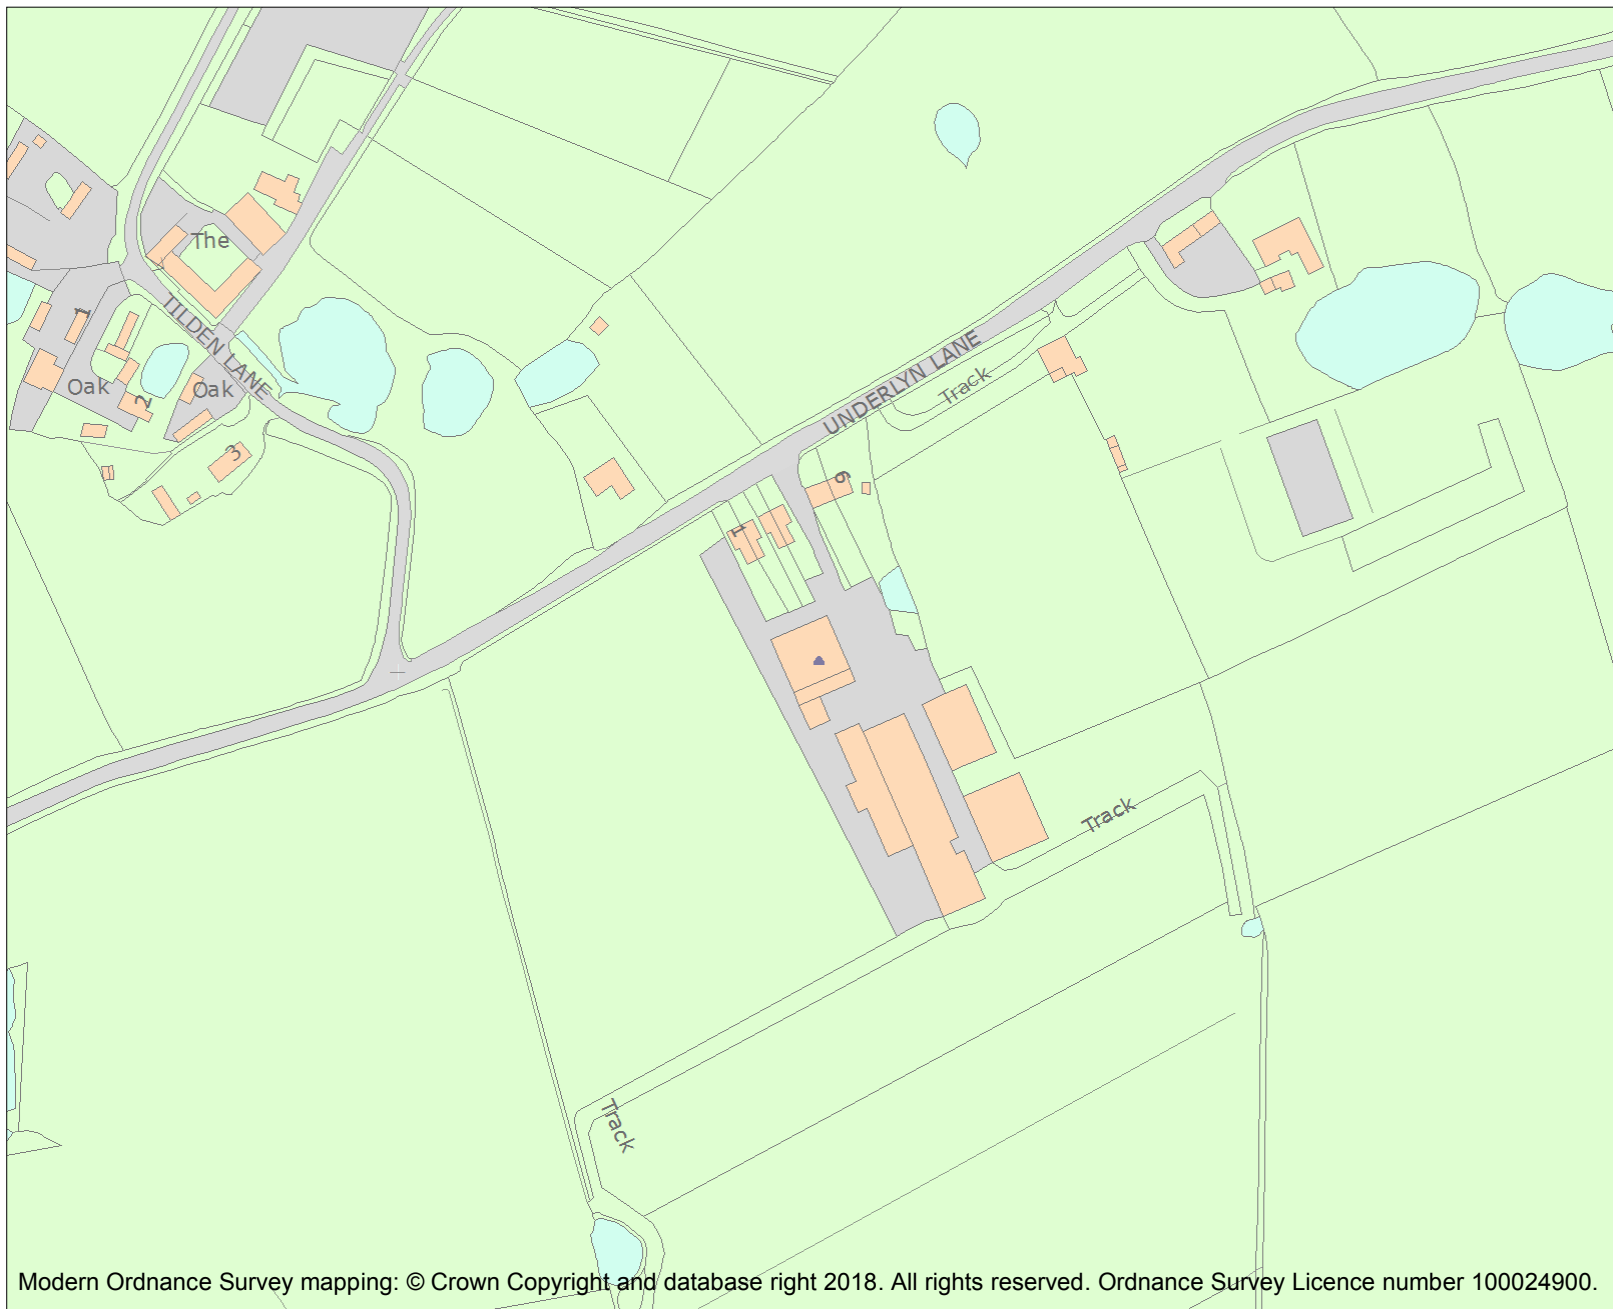 The
1
TILDEN LANE
Oak
2
Oak
3
UNDERLYN LANE
Track
6
1
Track
Track
Modern Ordnance Survey mapping: © Crown Copyright and database right 2018. All rights reserved. Ordnance Survey Licence number 100024900.